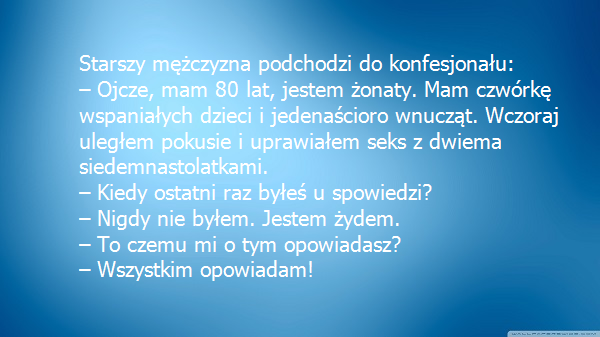 Starszy mężczyzna podchodzi do konfesjonału:
– Ojcze, mam 80 lat, jestem żonaty. Mam czwórkę
wspaniałych dzieci i jedenaścioro wnucząt. Wczoraj
uległem pokusie i uprawiałem seks z dwiema
siedemnastolatkami.
– Kiedy ostatni raz byłeś u spowiedzi?
– Nigdy nie byłem. Jestem żydem.
– To czemu mi o tym opowiadasz?
– Wszystkim opowiadam!